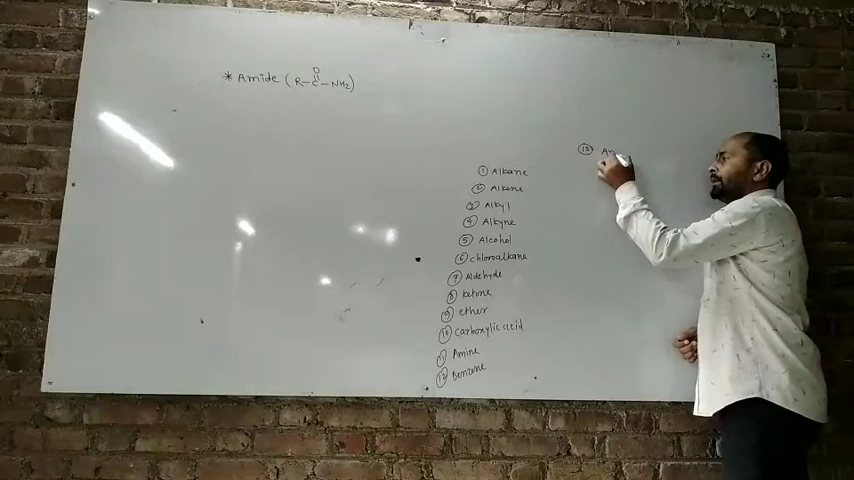 * Amide (R-C-NH₂)
O
① Alkane
② Alkene
③ Alkyl
④ Alkyne
⑤ Alcohol
⑥ chloroalkane
⑦ Aldehyde
⑧ ketone
⑨ ether
⑩ Carboxylic acid
⑪ Amine
⑫ Benzene
⑬ Am